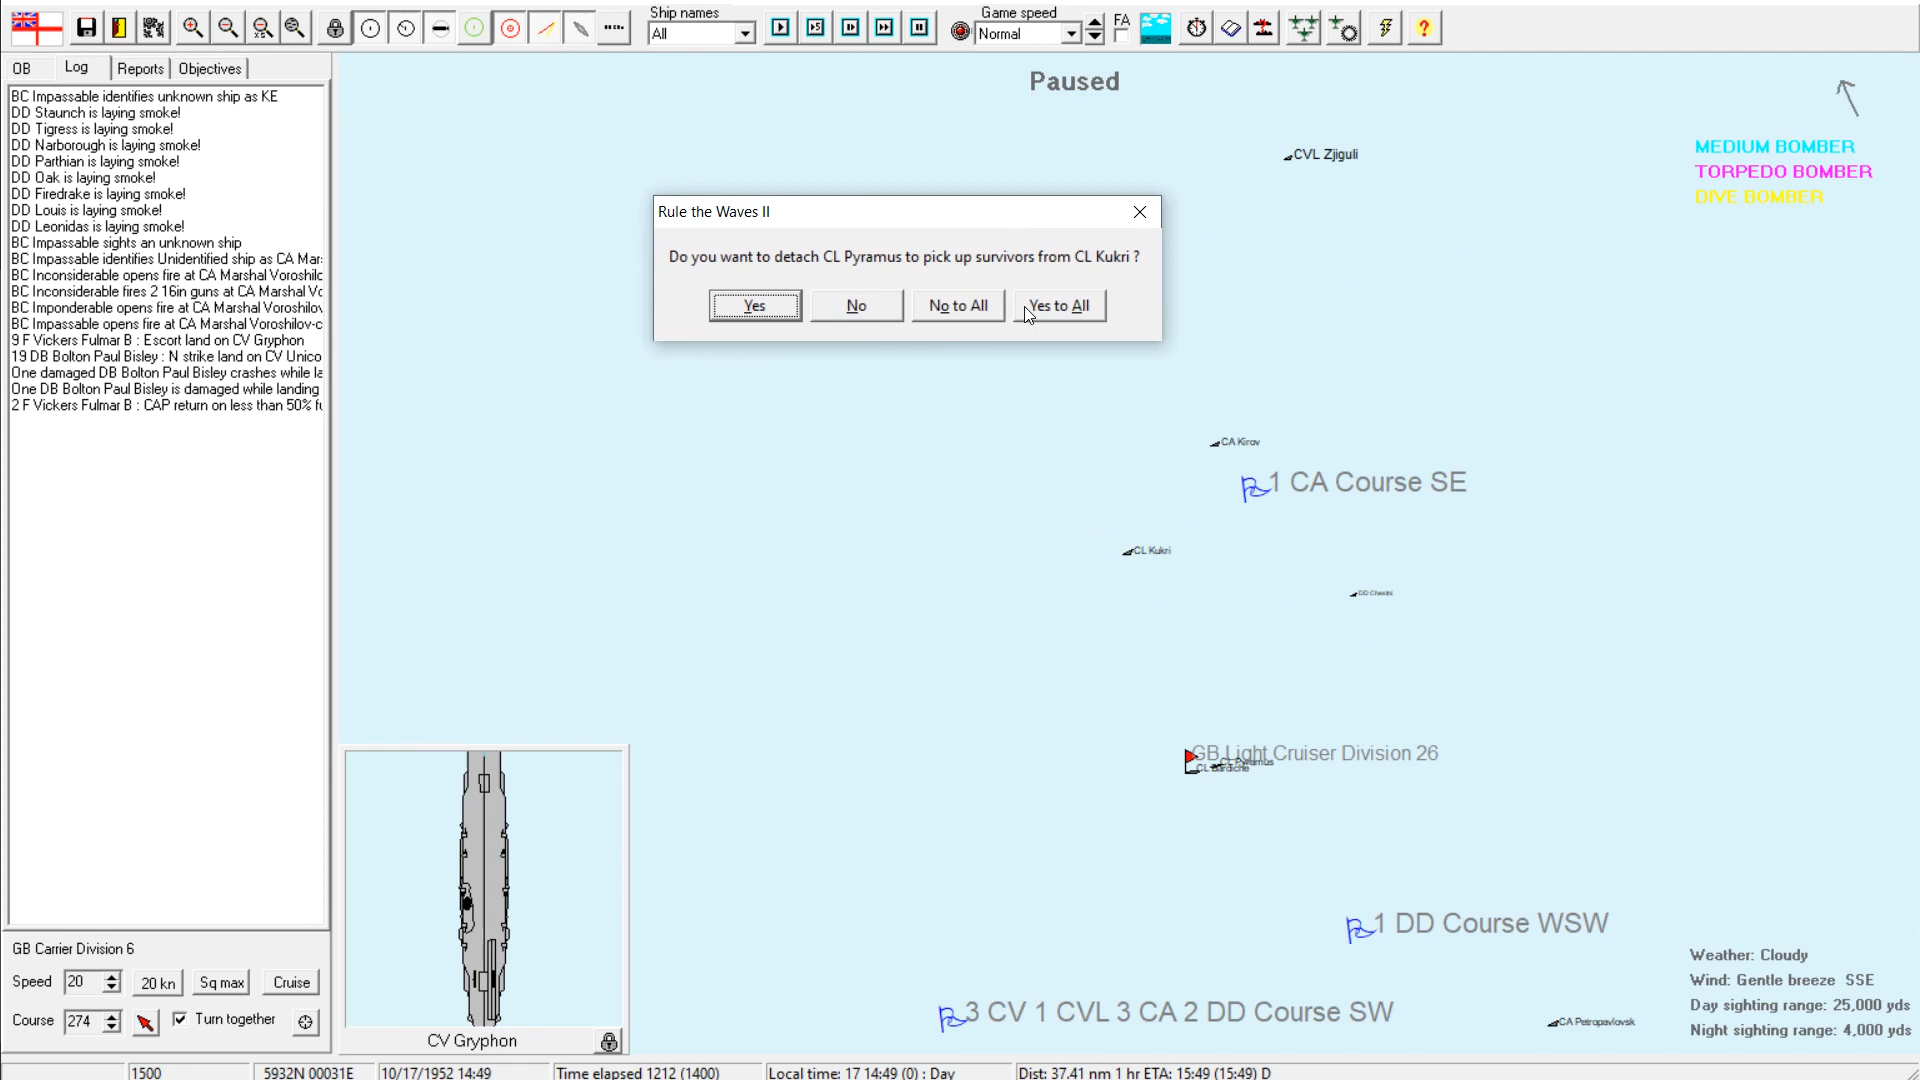 Ship names
All
Game speed
Normal
FA
OB
Log
Reports
Objectives
BC Impassable identifies unknown ship as KE
DD Staunch is laying smoke!
DD Tigress is laying smoke!
DD Narborough is laying smoke!
DD Parthian is laying smoke!
DD Oak is laying smoke!
DD Firedrake is laying smoke!
DD Louis is laying smoke!
DD Leonidas is laying smoke!
BC Impassable sights an unknown ship
BC Impassable identifies Unidentified ship as CA Mar
BC Inconsiderable opens fire at CA Marshal Voroshilo
BC Inconsiderable fires 2 16in guns at CA Marshal Vo
BC Imponderable opens fire at CA Marshal Voroshilov
BC Impassable opens fire at CA Marshal Voroshilov-c
9 F Vickers Fulmar B : Escort land on CV Gryphon
19 DB Bolton Paul Bisley : N strike land on CV Unico
One damaged DB Bolton Paul Bisley crashes while la
One DB Bolton Paul Bisley is damaged while landing
2 F Vickers Fulmar B : CAP return on less than 50% fu
Paused
MEDIUM BOMBER
TORPEDO BOMBER
DIVE BOMBER
CVL Zjiguli
Rule the Waves II
Do you want to detach CL Pyramus to pick up survivors from CL Kukri ?
Yes
No
No to All
Yes to All
CA Kirov
1 CA Course SE
CL Kukri
GB Light Cruiser Division 26
CL Pyramus
CL Bardiche
1 DD Course WSW
3 CV 1 CVL 3 CA 2 DD Course SW
CA Petropavlovsk
Weather: Cloudy
Wind: Gentle breeze SSE
Day sighting range: 25,000 yds
Night sighting range: 4,000 yds
GB Carrier Division 6
Speed 20 20 kn Sq max Cruise
Course 274 Turn together
CV Gryphon
1500 5932N 00031E 10/17/1952 14:49 Time elapsed 1212 (1400) Local time: 17 14:49 (0) : Day Dist: 37.41 nm 1 hr ETA: 15:49 (15:49) D